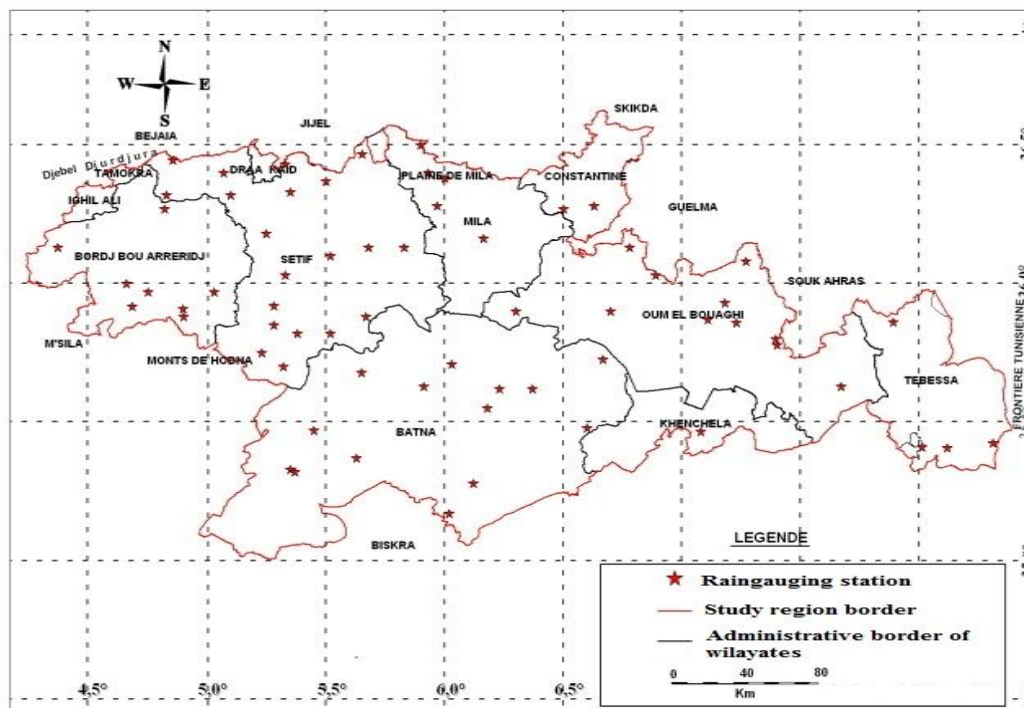 N
W E
S
SKIKDA
JIJEL
BEJAIA
Djebel Djurdjura
TAMOKRA
DRAA KAID
PLAINE DE MILA
CONSTANTINE
IGHIL ALI
GUELMA
MILA
BORDJ BOU ARRERIDJ
SETIF
SOUK AHRAS
OUM EL BOUAGHI
M'SILA
MONTS DE HODNA
FRONTIERE TUNISIENNE
TEBESSA
BATNA
KHENCHELA
BISKRA
LEGENDE
Raingauging station
Study region border
Administrative border of
wilayates
0 40 80
Km
4,5° 5,0° 5,5° 6,0° 6,5°